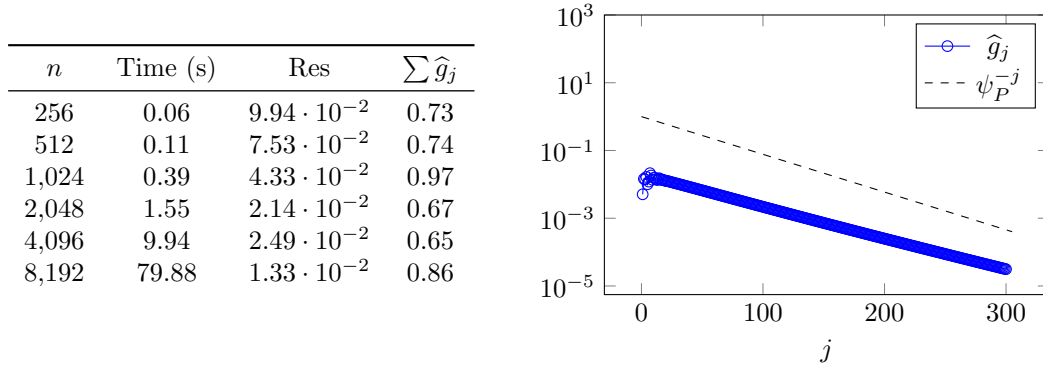 n Time (s) Res ∑ ĝ_j
256 0.06 9.94 · 10^−2 0.73
512 0.11 7.53 · 10^−2 0.74
1,024 0.39 4.33 · 10^−2 0.97
2,048 1.55 2.14 · 10^−2 0.67
4,096 9.94 2.49 · 10^−2 0.65
8,192 79.88 1.33 · 10^−2 0.86
10^3
10^1
10^−1
10^−3
10^−5
ĝ_j
ψ_P^−j
0 100 200 300
j